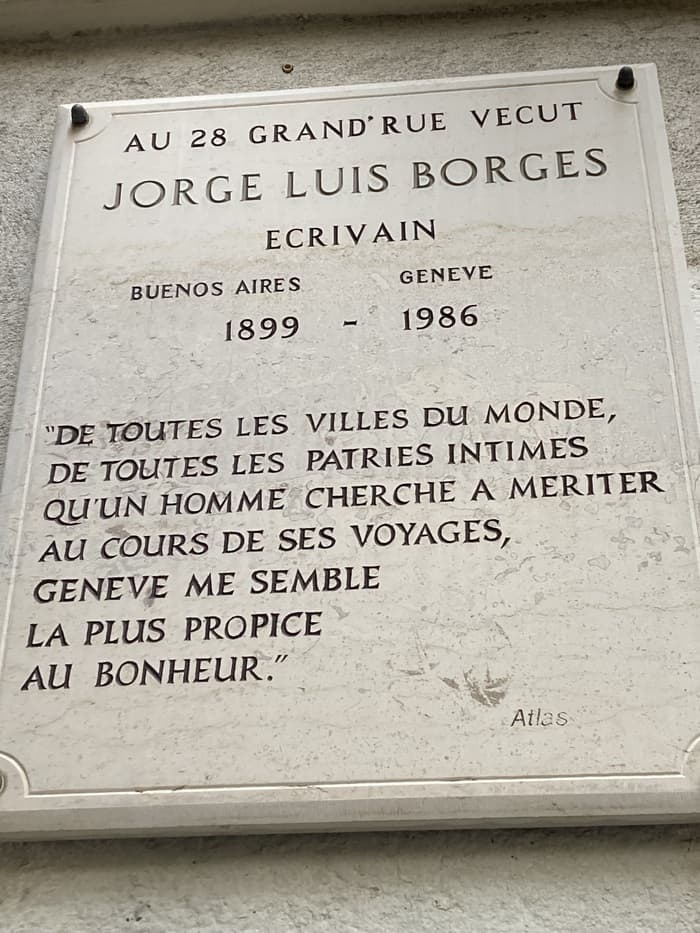 AU 28 GRAND'RUE VECUT
JORGE LUIS BORGES
ECRIVAIN
BUENOS AIRES GENEVE
1899 - 1986
"DE TOUTES LES VILLES DU MONDE,
DE TOUTES LES PATRIES INTIMES
QU'UN HOMME CHERCHE A MERITER
AU COURS DE SES VOYAGES,
GENEVE ME SEMBLE
LA PLUS PROPICE
AU BONHEUR."
Atlas